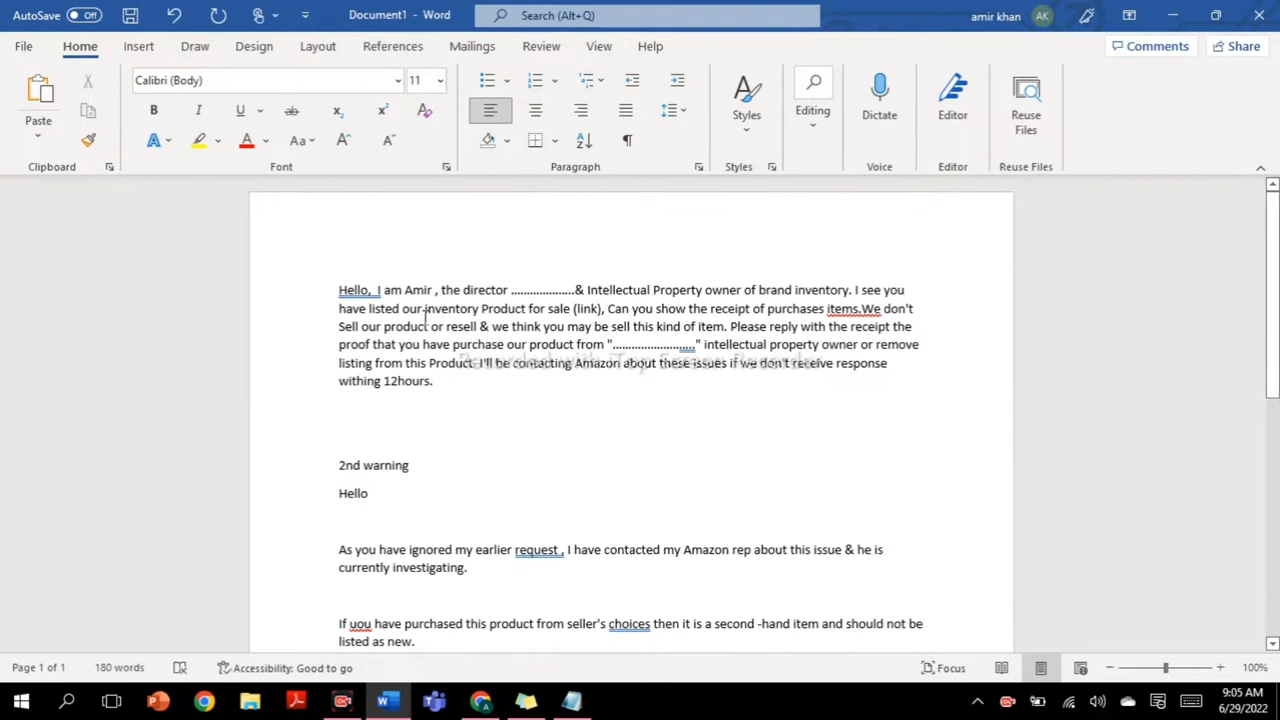 AutoSave Off
Document1 - Word
Search (Alt+Q)
amir khan AK
File Home Insert Draw Design Layout References Mailings Review View Help
Comments Share
Calibri (Body) 11
Paste
Styles
Editing
Dictate
Editor
Reuse
Files
Clipboard Font Paragraph Styles Voice Editor Reuse Files
Hello,  I am Amir , the director ....................& Intellectual Property owner of brand inventory. I see you
have listed our inventory Product for sale (link), Can you show the receipt of purchases items.We don't
Sell our product or resell & we think you may be sell this kind of item. Please reply with the receipt the
proof that you have purchase our product from ".........................." intellectual property owner or remove
listing from this Product. I'll be contacting Amazon about these issues if we don't receive response
withing 12hours.
Recorded with iTop Screen Recorder
2nd warning
Hello
As you have ignored my earlier request , I have contacted my Amazon rep about this issue & he is
currently investigating.
If uou have purchased this product from seller's choices then it is a second -hand item and should not be
listed as new.
Page 1 of 1 180 words Accessibility: Good to go Focus 100%
9:05 AM
6/29/2022